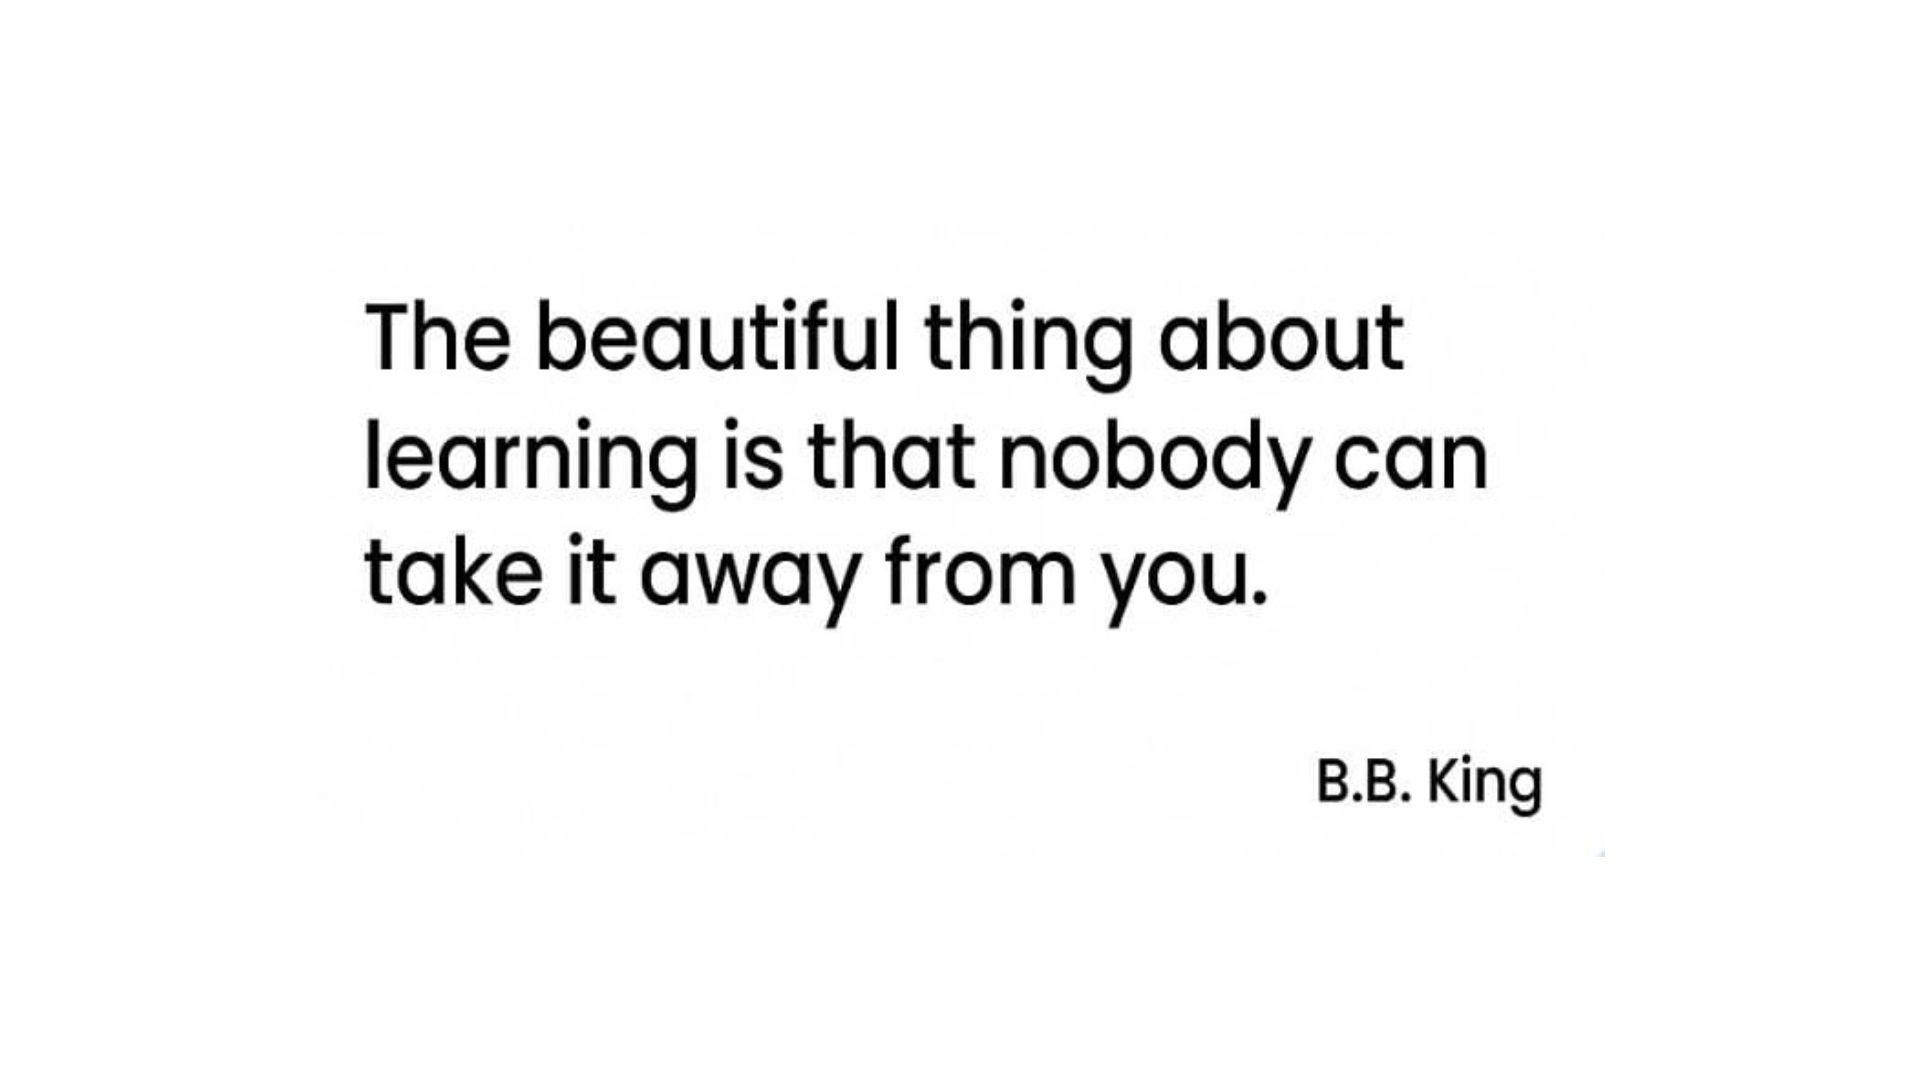 The beautiful thing about
learning is that nobody can
take it away from you.
B.B. King